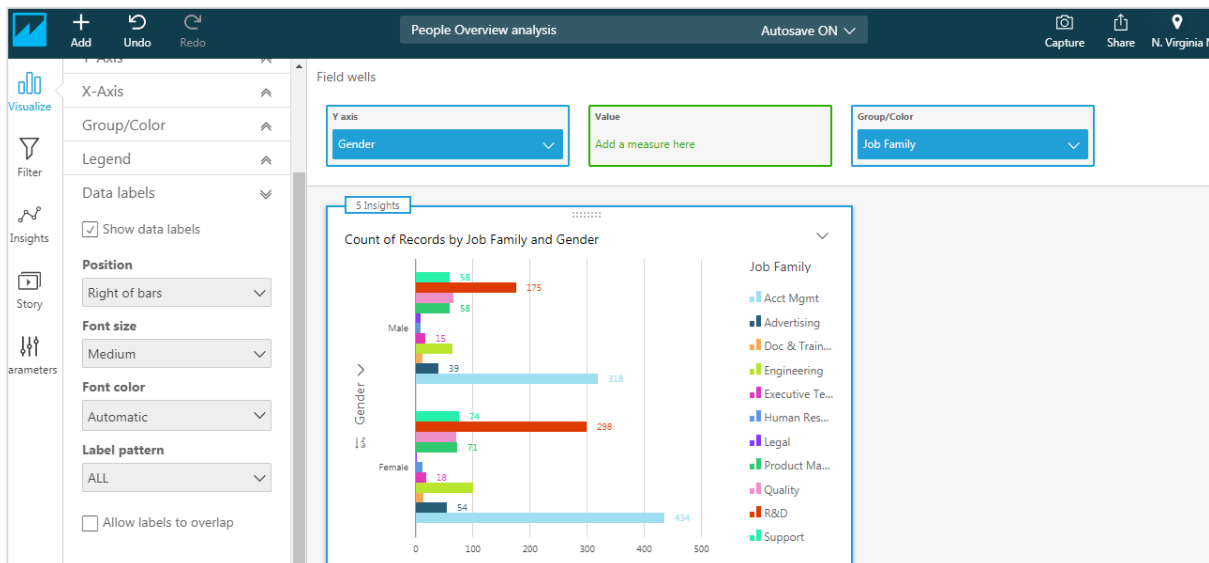 Add
Undo
Redo
People Overview analysis
Autosave ON
Capture
Share
N. Virginia
Visualize
Filter
Insights
Story
arameters
Y-Axis
X-Axis
Group/Color
Legend
Data labels
Show data labels
Position
Right of bars
Font size
Medium
Font color
Automatic
Label pattern
ALL
Allow labels to overlap
Field wells
Y axis
Gender
Value
Add a measure here
Group/Color
Job Family
5 Insights
Count of Records by Job Family and Gender
Gender
Male
58
175
58
15
39
318
Female
74
298
71
18
54
434
0 100 200 300 400 500
Job Family
Acct Mgmt
Advertising
Doc & Train...
Engineering
Executive Te...
Human Res...
Legal
Product Ma...
Quality
R&D
Support